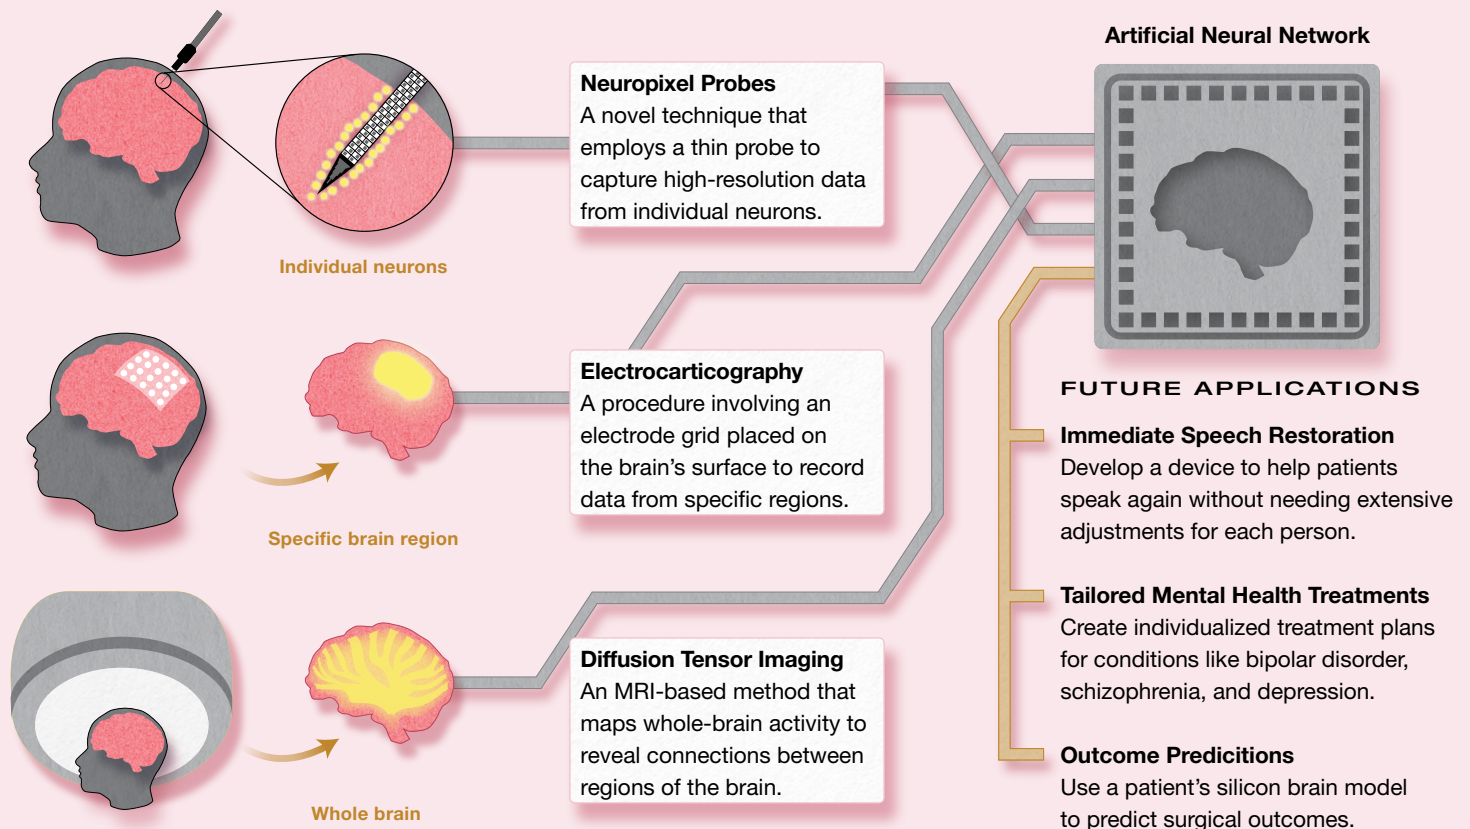 Neuropixel Probes
A novel technique that
employs a thin probe to
capture high-resolution data
from individual neurons.
Individual neurons
Electrocarticography
A procedure involving an
electrode grid placed on
the brain’s surface to record
data from specific regions.
Specific brain region
Diffusion Tensor Imaging
An MRI-based method that
maps whole-brain activity to
reveal connections between
regions of the brain.
Whole brain
Artificial Neural Network
FUTURE APPLICATIONS
Immediate Speech Restoration
Develop a device to help patients
speak again without needing extensive
adjustments for each person.
Tailored Mental Health Treatments
Create individualized treatment plans
for conditions like bipolar disorder,
schizophrenia, and depression.
Outcome Predicitions
Use a patient’s silicon brain model
to predict surgical outcomes.